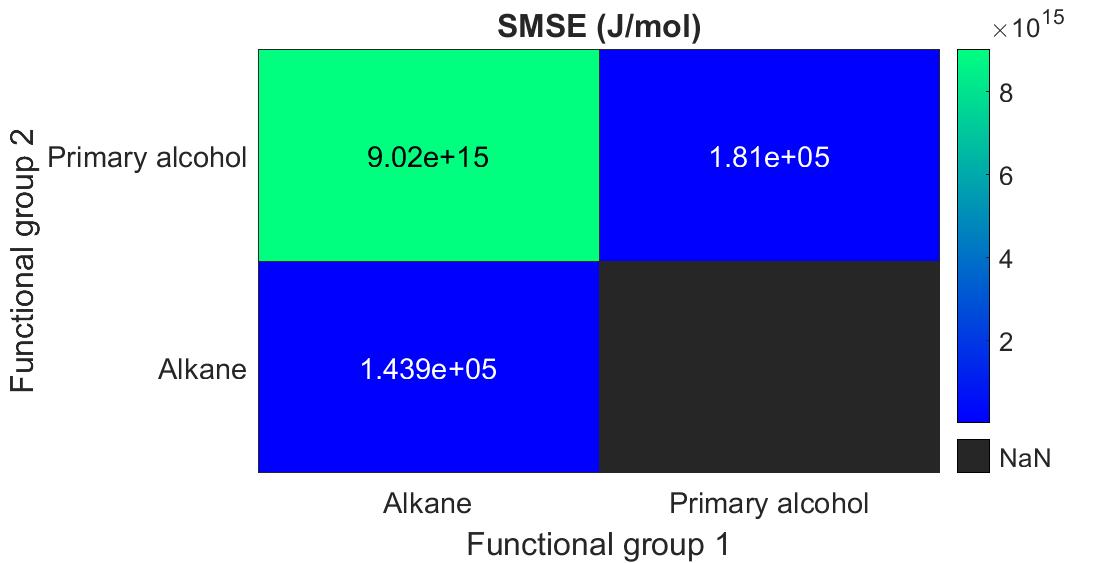 SMSE (J/mol)
×10^15
Functional group 2
Primary alcohol
9.02e+15
1.81e+05
Alkane
1.439e+05
8
6
4
2
NaN
Alkane
Primary alcohol
Functional group 1